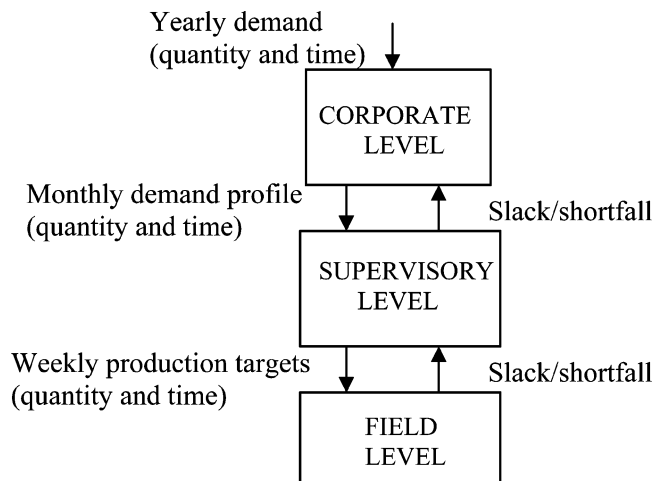 Yearly demand
(quantity and time)
CORPORATE
LEVEL
Monthly demand profile
(quantity and time)
Slack/shortfall
SUPERVISORY
LEVEL
Weekly production targets
(quantity and time)
Slack/shortfall
FIELD
LEVEL